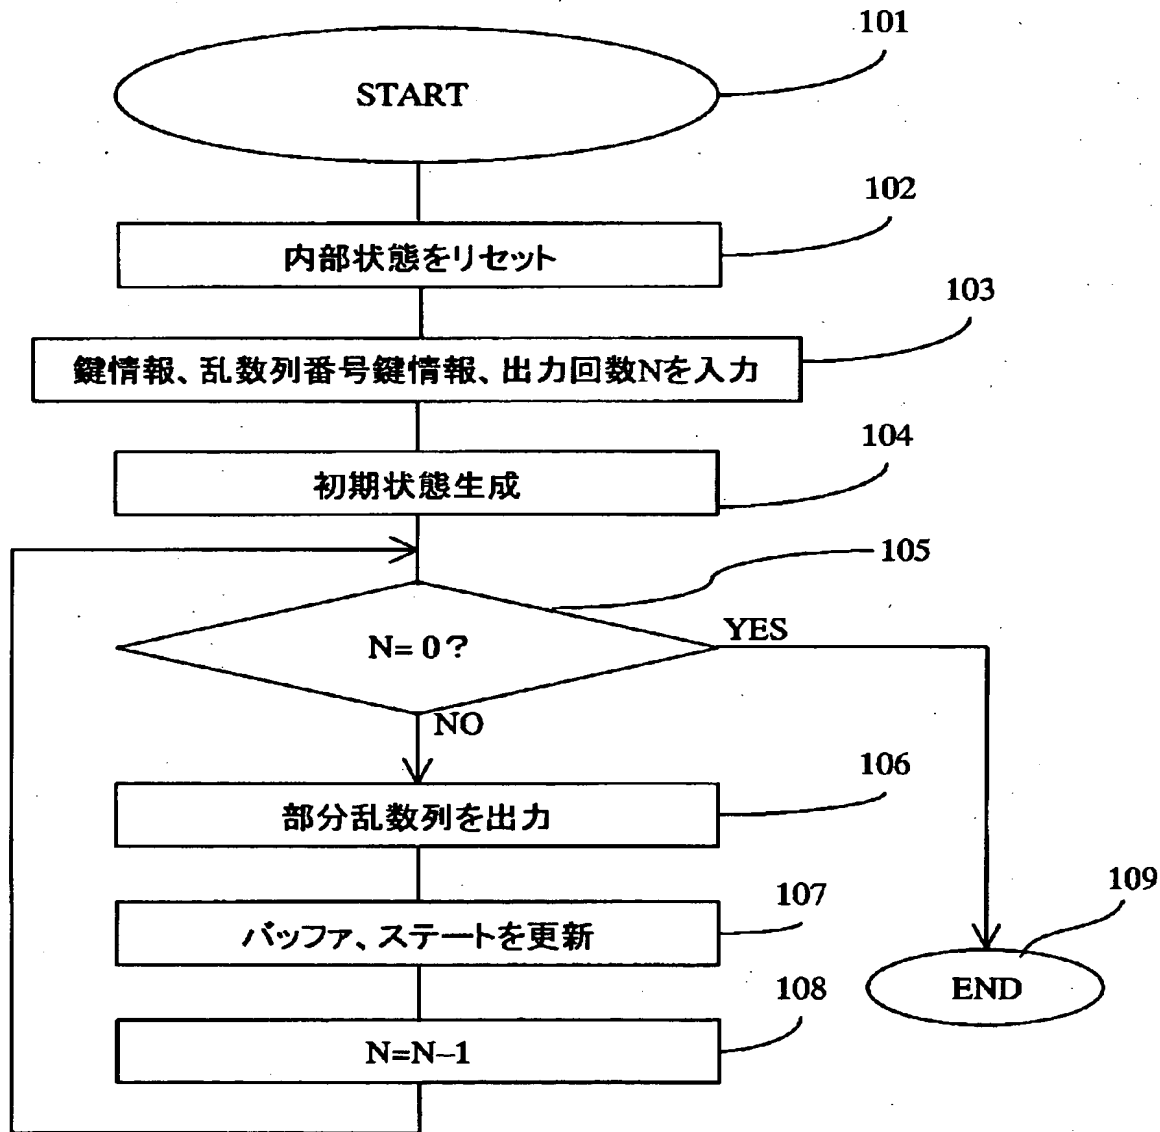 101
START
102
内部状態をリセット
103
鍵情報、乱数列番号鍵情報、出力回数Nを入力
104
初期状態生成
105
N= 0?
YES
NO
106
部分乱数列を出力
107
バッファ、ステートを更新
109
END
108
N=N–1